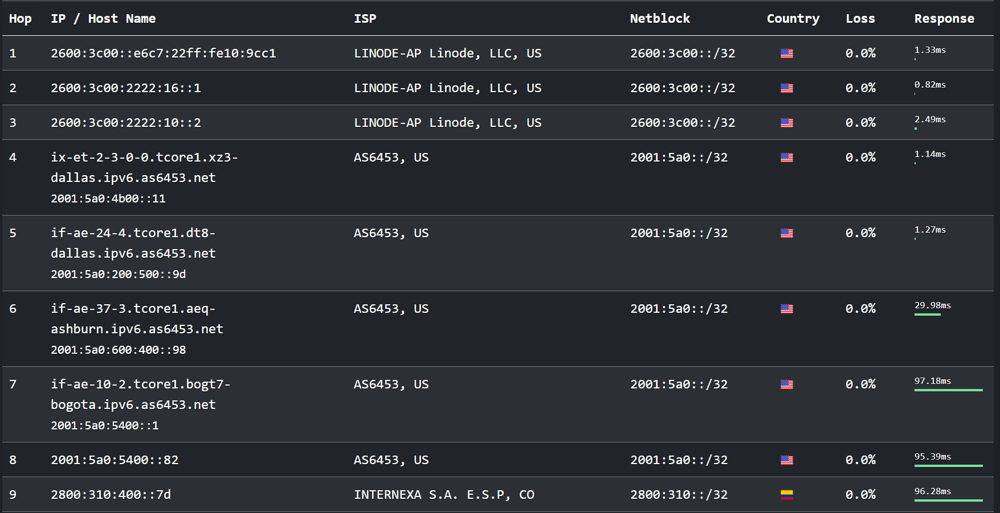 Hop IP / Host Name ISP Netblock Country Loss Response
1 2600:3c00::e6c7:22ff:fe10:9cc1 LINODE-AP Linode, LLC, US 2600:3c00::/32 0.0% 1.33ms
2 2600:3c00:2222:16::1 LINODE-AP Linode, LLC, US 2600:3c00::/32 0.0% 0.82ms
3 2600:3c00:2222:10::2 LINODE-AP Linode, LLC, US 2600:3c00::/32 0.0% 2.49ms
4 ix-et-2-3-0-0.tcore1.xz3- AS6453, US 2001:5a0::/32 0.0% 1.14ms
dallas.ipv6.as6453.net
2001:5a0:4b00::11
5 if-ae-24-4.tcore1.dt8- AS6453, US 2001:5a0::/32 0.0% 1.27ms
dallas.ipv6.as6453.net
2001:5a0:200:500::9d
6 if-ae-37-3.tcore1.aeq- AS6453, US 2001:5a0::/32 0.0% 29.98ms
ashburn.ipv6.as6453.net
2001:5a0:600:400::98
7 if-ae-10-2.tcore1.bogt7- AS6453, US 2001:5a0::/32 0.0% 97.18ms
bogota.ipv6.as6453.net
2001:5a0:5400::1
8 2001:5a0:5400::82 AS6453, US 2001:5a0::/32 0.0% 95.39ms
9 2800:310:400::7d INTERNEXA S.A. E.S.P, CO 2800:310::/32 0.0% 96.28ms